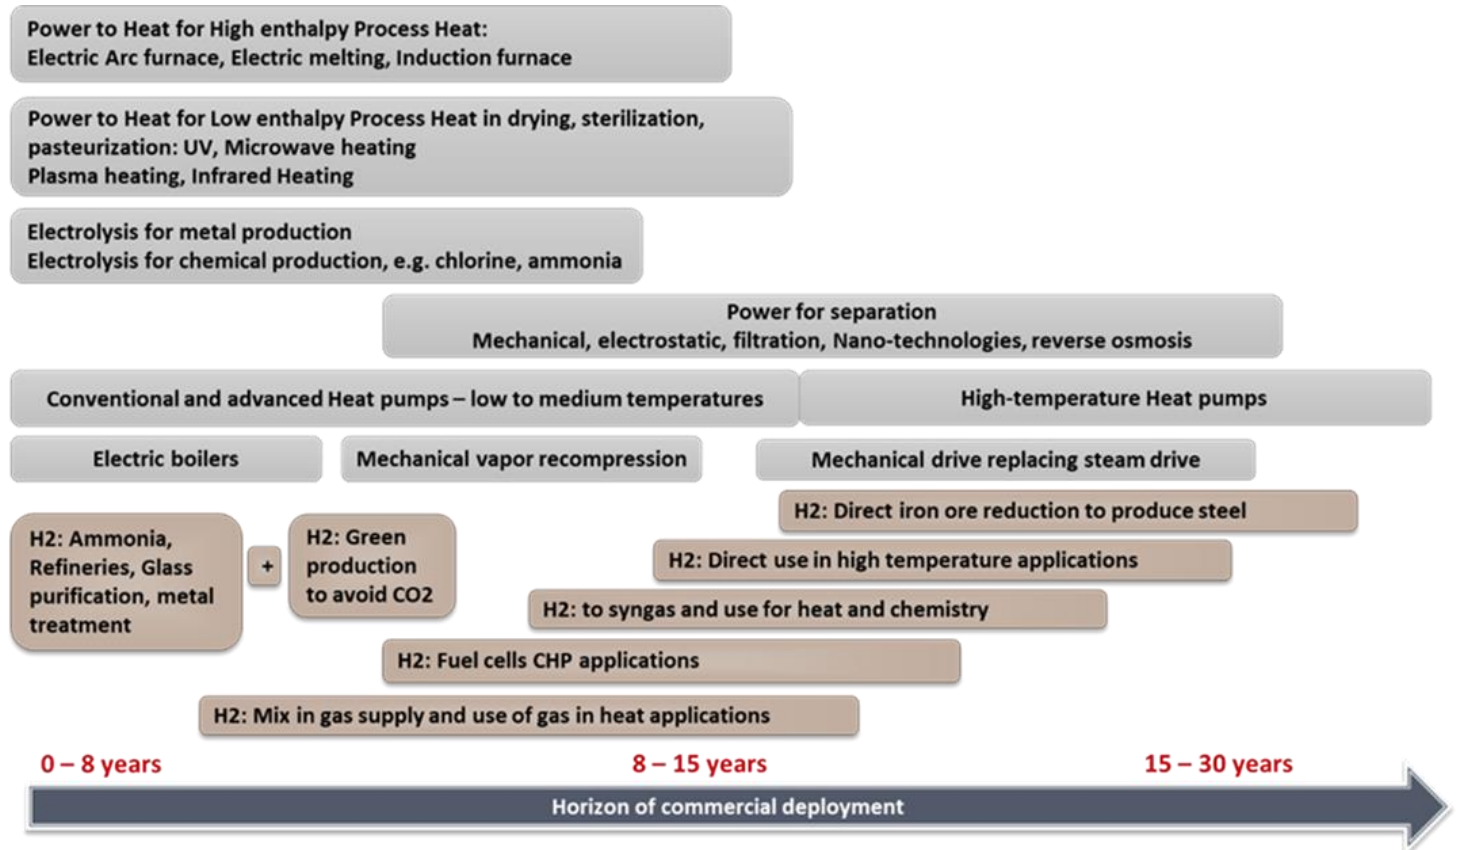 Power to Heat for High enthalpy Process Heat:
Electric Arc furnace, Electric melting, Induction furnace
Power to Heat for Low enthalpy Process Heat in drying, sterilization,
pasteurization: UV, Microwave heating
Plasma heating, Infrared Heating
Electrolysis for metal production
Electrolysis for chemical production, e.g. chlorine, ammonia
Power for separation
Mechanical, electrostatic, filtration, Nano-technologies, reverse osmosis
Conventional and advanced Heat pumps – low to medium temperatures
High-temperature Heat pumps
Electric boilers
Mechanical vapor recompression
Mechanical drive replacing steam drive
H2: Direct iron ore reduction to produce steel
H2: Ammonia,
Refineries, Glass
purification, metal
treatment
+
H2: Green
production
to avoid CO2
H2: Direct use in high temperature applications
H2: to syngas and use for heat and chemistry
H2: Fuel cells CHP applications
H2: Mix in gas supply and use of gas in heat applications
0 – 8 years
8 – 15 years
15 – 30 years
Horizon of commercial deployment